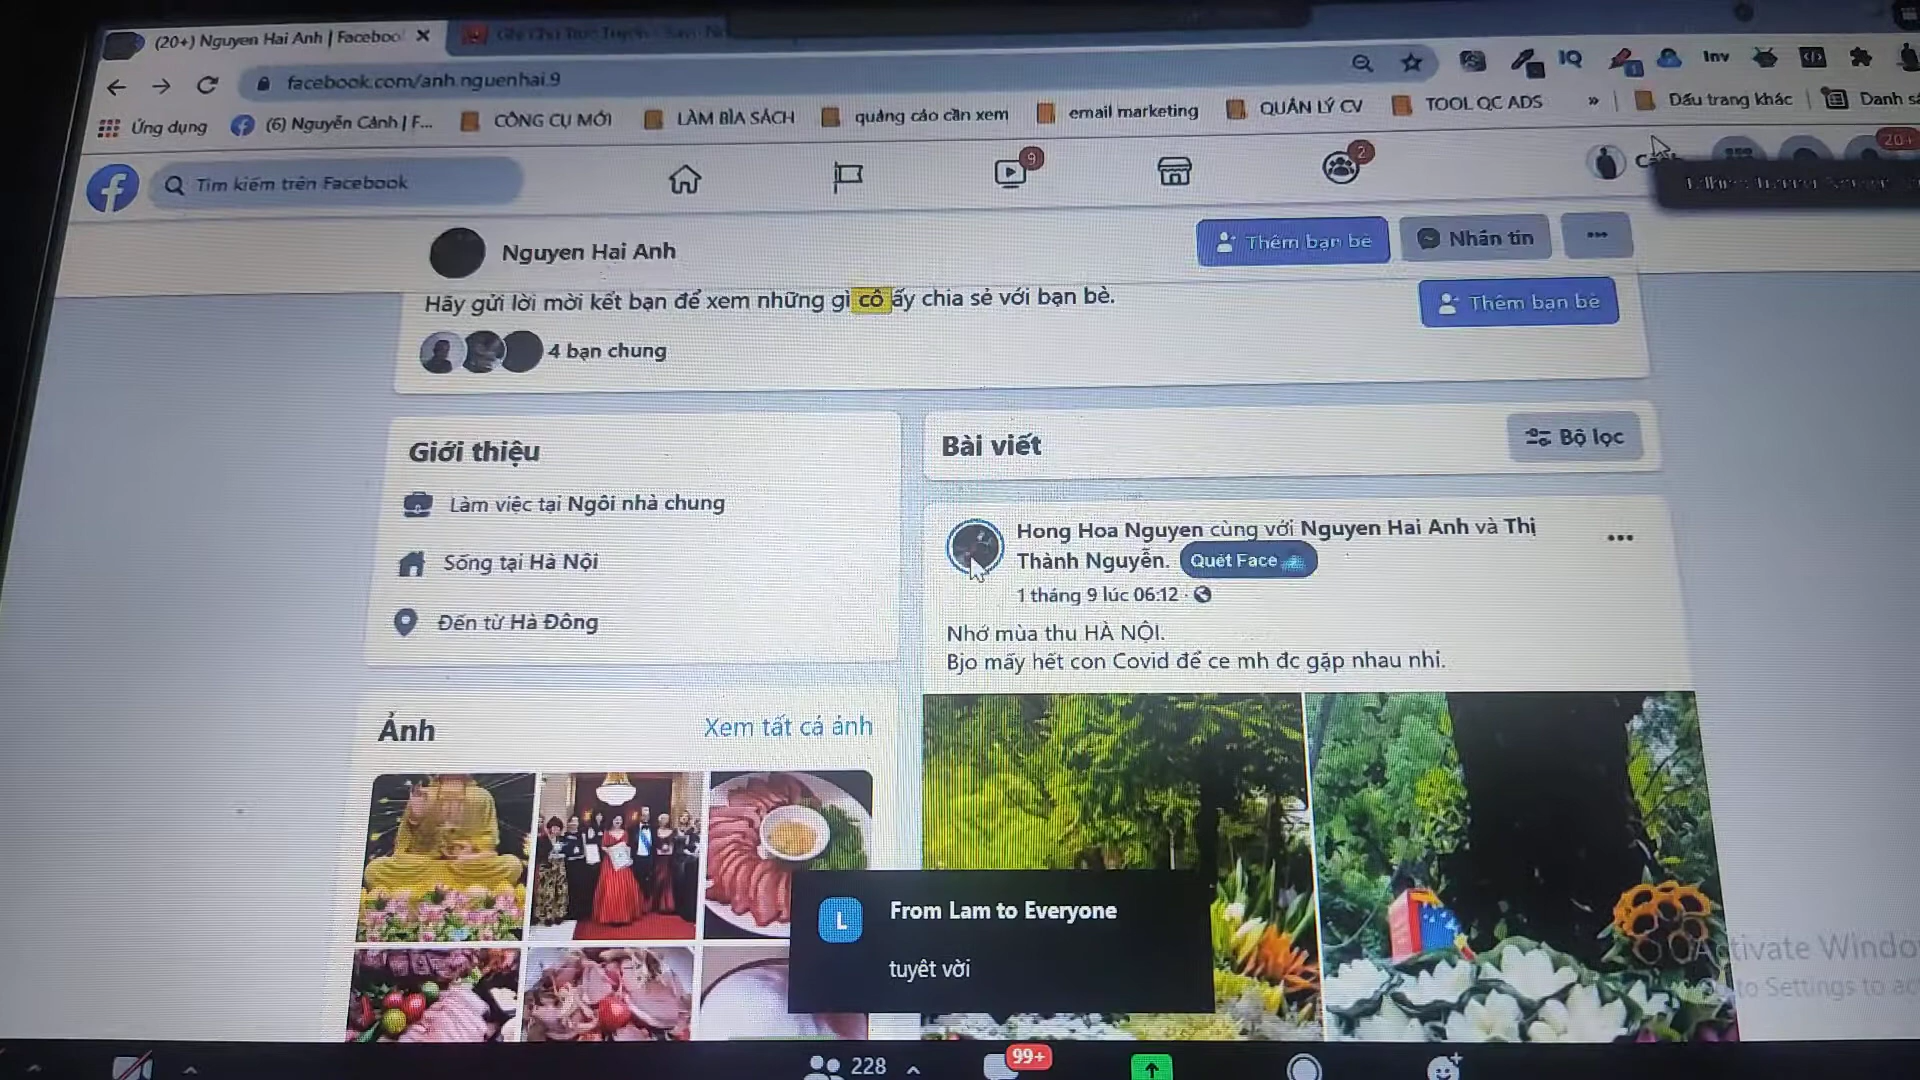 (20+) Nguyen Hai Anh | Faceboo
facebook.com/anh.nguenhai.9
IQ
Inv
Ứng dụng
(6) Nguyễn Cảnh | F...
CÔNG CỤ MỚI
LÀM BÌA SÁCH
quảng cáo cần xem
email marketing
QUẢN LÝ CV
TOOL QC ADS
»
Dấu trang khác
Danh sá
Tìm kiếm trên Facebook
9
2
20+
Nguyen Hai Anh
Thêm bạn bè
Nhắn tin
Hãy gửi lời mời kết bạn để xem những gì cô ấy chia sẻ với bạn bè.
Thêm bạn bè
4 bạn chung
Giới thiệu
Làm việc tại Ngôi nhà chung
Sống tại Hà Nội
Đến từ Hà Đông
Ảnh
Xem tất cả ảnh
Bài viết
Bộ lọc
Hong Hoa Nguyen cùng với Nguyen Hai Anh và Thị
Thành Nguyễn.
Quét Face
1 tháng 9 lúc 06:12 ·
Nhớ mùa thu HÀ NỘI.
Bjo mấy hết con Covid để ce mh đc gặp nhau nhi.
L
From Lam to Everyone
tuyêt vời
Activate Windo
to Settings to ac
228
99+